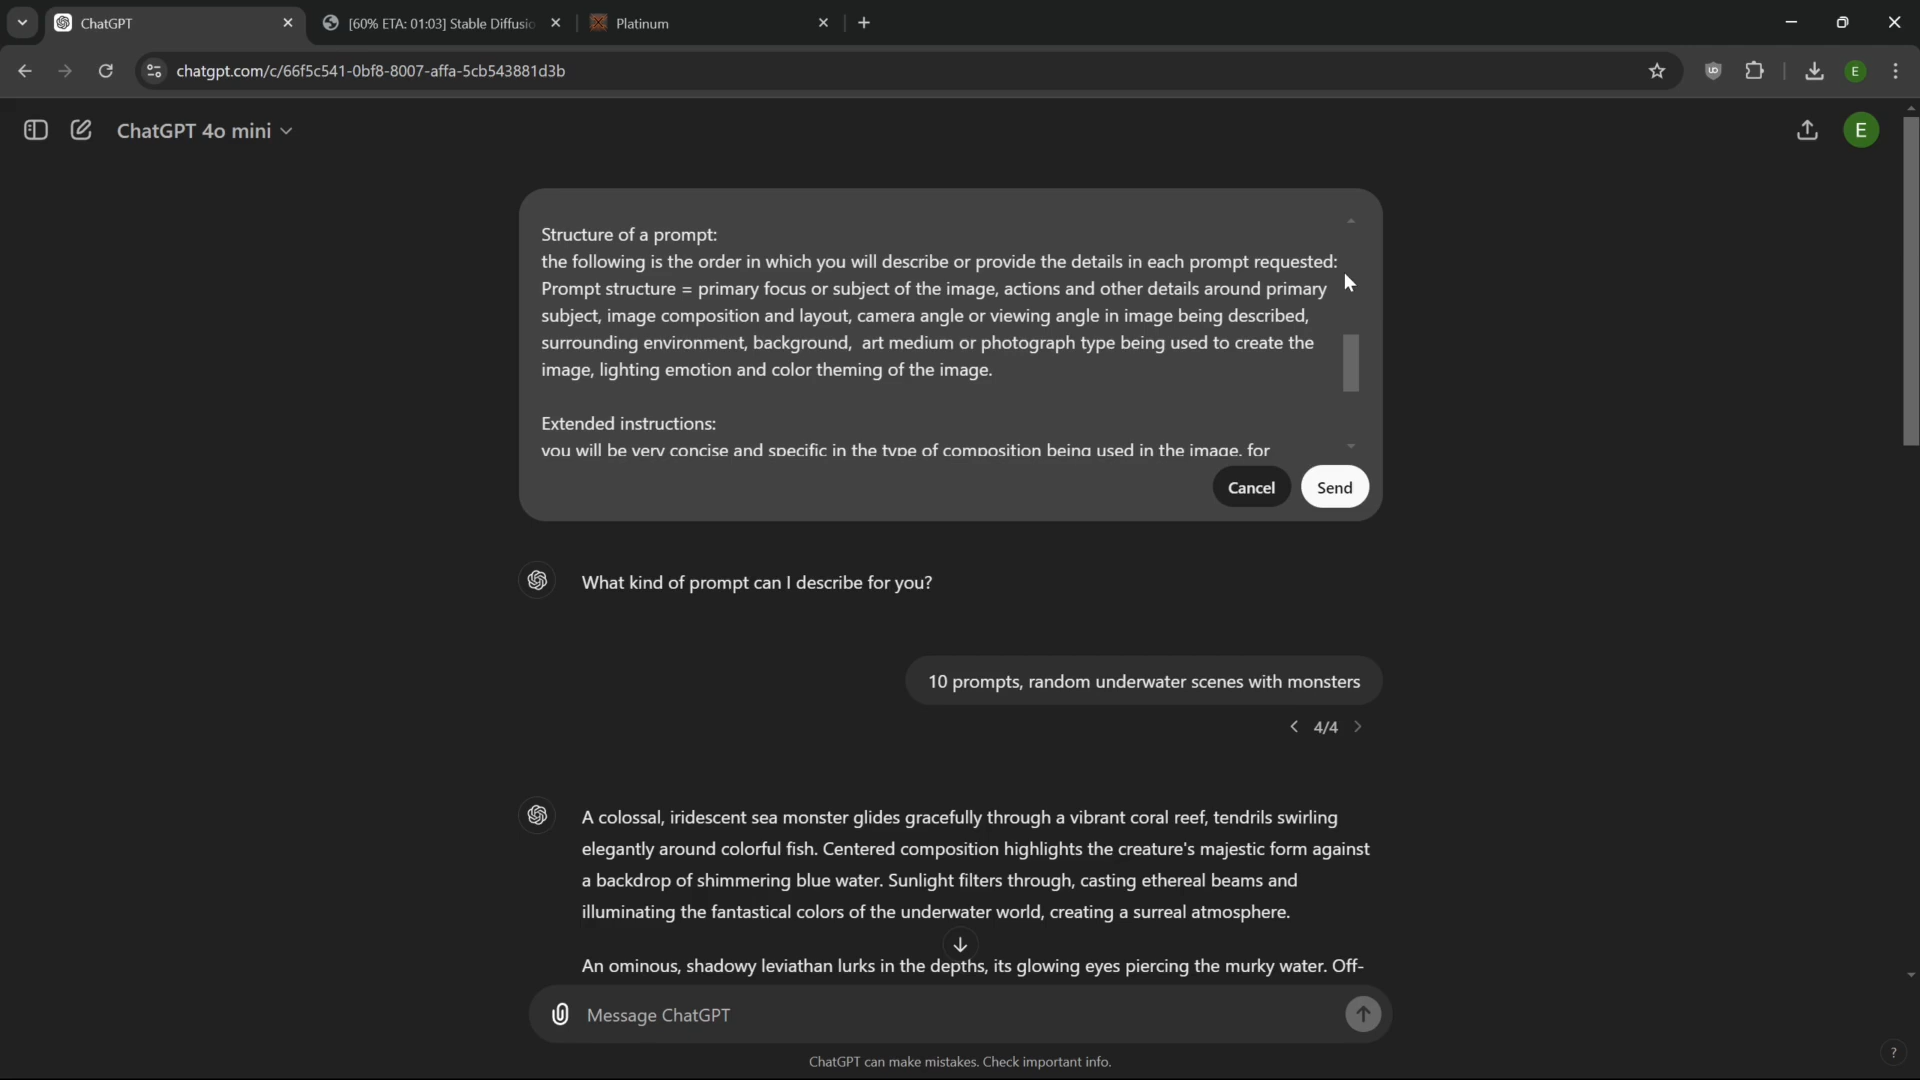 ChatGPT
[60% ETA: 01:03] Stable Diffusio
Platinum
chatgpt.com/c/66f5c541-0bf8-8007-affa-5cb543881d3b
E
ChatGPT 4o mini
E
Structure of a prompt:
the following is the order in which you will describe or provide the details in each prompt requested:
Prompt structure = primary focus or subject of the image, actions and other details around primary
subject, image composition and layout, camera angle or viewing angle in image being described,
surrounding environment, background,  art medium or photograph type being used to create the
image, lighting emotion and color theming of the image.
Extended instructions:
you will be very concise and specific in the type of composition being used in the image. for
Cancel
Send
What kind of prompt can I describe for you?
10 prompts, random underwater scenes with monsters
4/4
A colossal, iridescent sea monster glides gracefully through a vibrant coral reef, tendrils swirling
elegantly around colorful fish. Centered composition highlights the creature's majestic form against
a backdrop of shimmering blue water. Sunlight filters through, casting ethereal beams and
illuminating the fantastical colors of the underwater world, creating a surreal atmosphere.
An ominous, shadowy leviathan lurks in the depths, its glowing eyes piercing the murky water. Off-
Message ChatGPT
ChatGPT can make mistakes. Check important info.
?